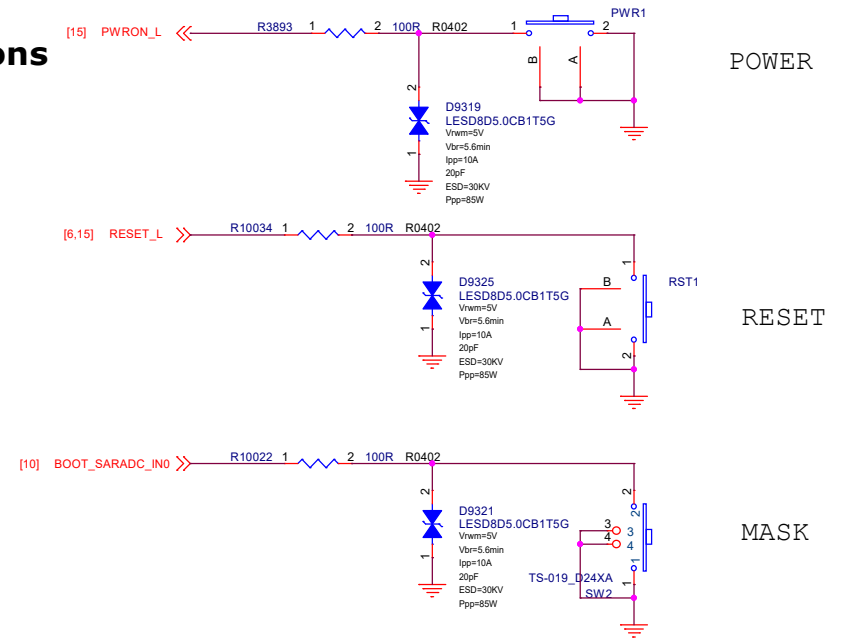 ons
[15] PWRON_L R3893 1 2 100R R0402 1 2 PWR1
B A
POWER
2
1
D9319
LESD8D5.0CB1T5G
Vrwm=5V
Vbr=5.6min
Ipp=10A
20pF
ESD=30KV
Ppp=85W
[6,15] RESET_L R10034 1 2 100R R0402
2
1
D9325
LESD8D5.0CB1T5G
Vrwm=5V
Vbr=5.6min
Ipp=10A
20pF
ESD=30KV
Ppp=85W
1
B
A
2
RST1
RESET
[10] BOOT_SARADC_IN0 R10022 1 2 100R R0402
2
1
D9321
LESD8D5.0CB1T5G
Vrwm=5V
Vbr=5.6min
Ipp=10A
20pF
ESD=30KV
Ppp=85W
2 2
3 3
4 4
1 1
TS-019_D24XA
SW2
MASK